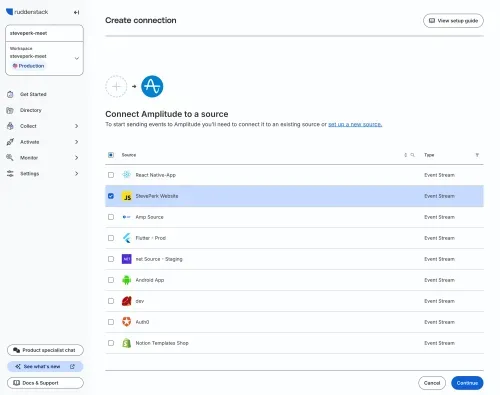 rudderstack
Create connection
View setup guide
steveperk-meet
Workspace
steveperk-meet
Production
Get Started
Directory
Collect
Activate
Monitor
Settings
Connect Amplitude to a source
To start sending events to Amplitude you'll need to connect it to an existing source or set up a new source.
Source Type
React Native-App Event Stream
JS StevePerk Website Event Stream
Amp Source Event Stream
Flutter - Prod Event Stream
.NET net Source - Staging Event Stream
Android App Event Stream
dev Event Stream
Auth0 Event Stream
Notion Templates Shop Event Stream
Product specialist chat
See what's new
Docs & Support
Cancel
Continue